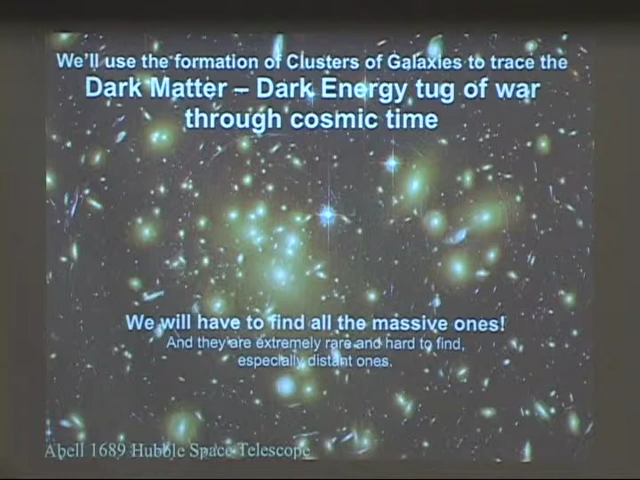 We'll use the formation of Clusters of Galaxies to trace the
Dark Matter – Dark Energy tug of war
through cosmic time
We will have to find all the massive ones!
And they are extremely rare and hard to find,
especially distant ones.
Abell 1689 Hubble Space Telescope